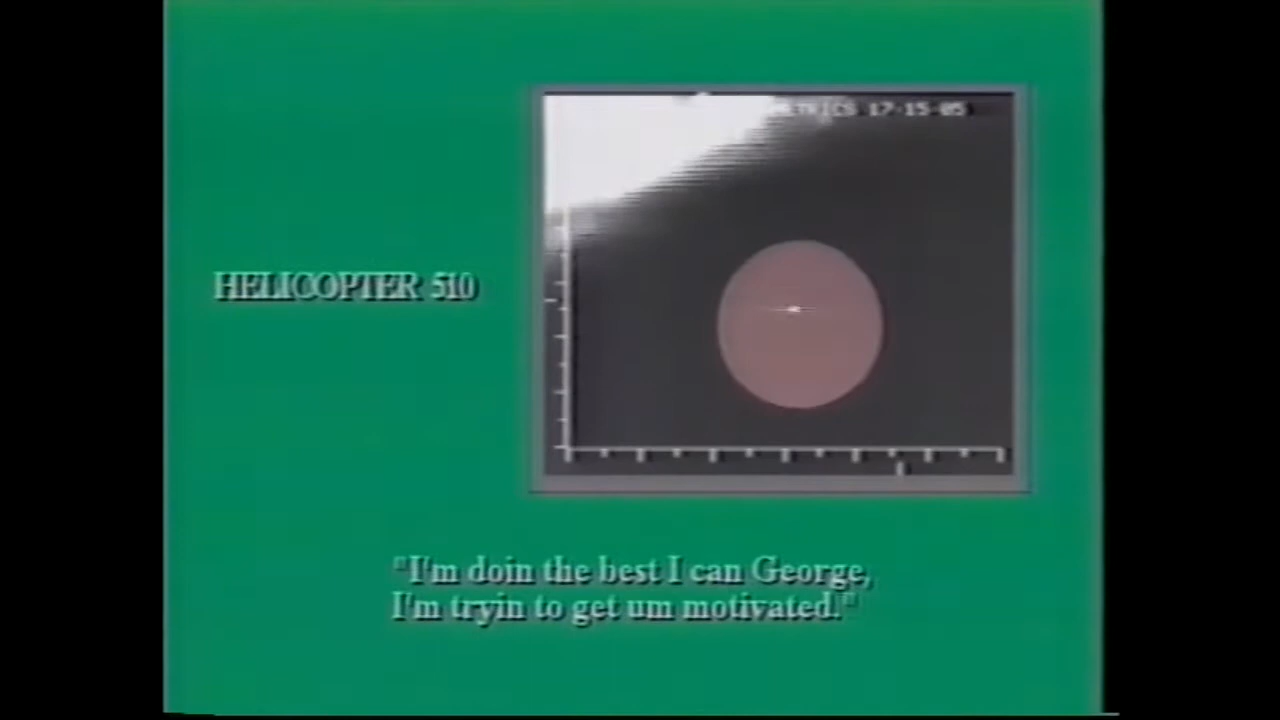 17-15-05
HELICOPTER 510
"I'm doin the best I can George,
I'm tryin to get um motivated."